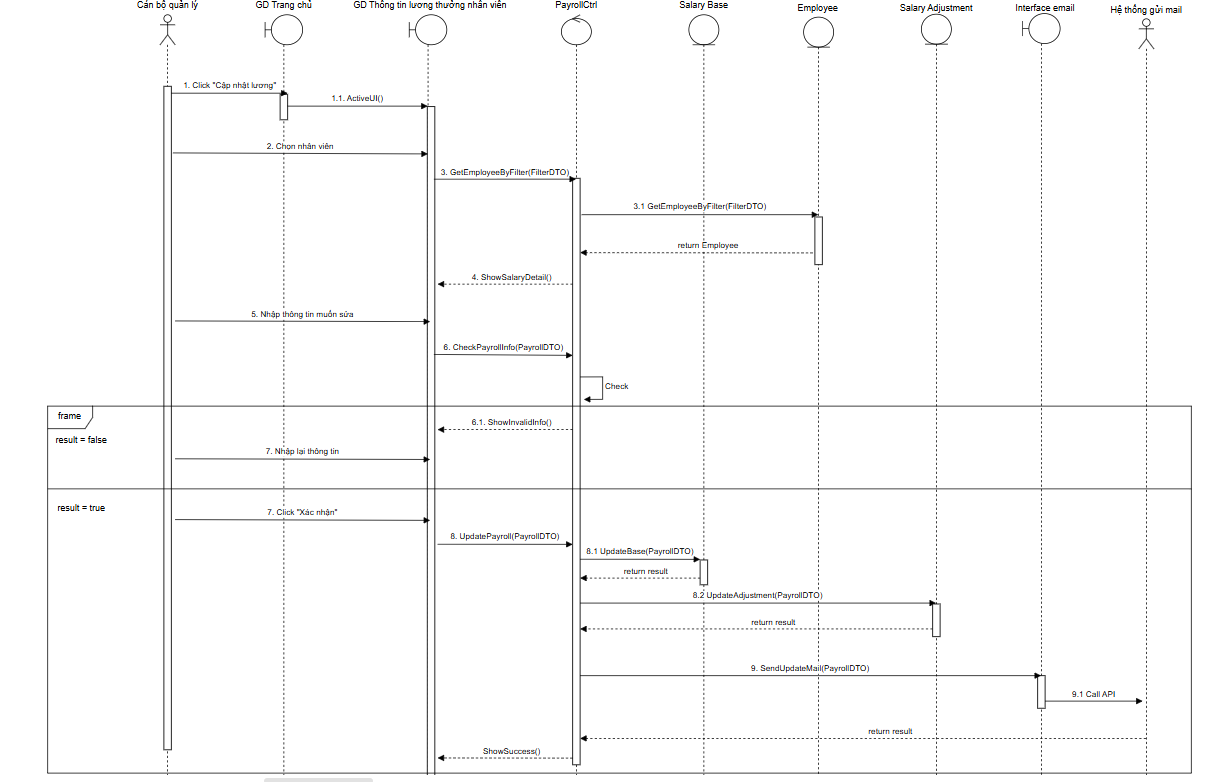 Cán bộ quản lý
GD Trang chủ
GD Thông tin lương thưởng nhân viên
PayrollCtrl
Salary Base
Employee
Salary Adjustment
Interface email
Hệ thống gửi mail
1. Click "Cập nhật lương"
1.1. ActiveUI()
2. Chọn nhân viên
3. GetEmployeeByFilter(FilterDTO)
3.1 GetEmployeeByFilter(FilterDTO)
return Employee
4. ShowSalaryDetail()
5. Nhập thông tin muốn sửa
6. CheckPayrollInfo(PayrollDTO)
Check
frame
result = false
6.1. ShowInvalidInfo()
7. Nhập lại thông tin
result = true
7. Click "Xác nhận"
8. UpdatePayroll(PayrollDTO)
8.1 UpdateBase(PayrollDTO)
return result
8.2 UpdateAdjustment(PayrollDTO)
return result
9. SendUpdateMail(PayrollDTO)
9.1 Call API
return result
ShowSuccess()